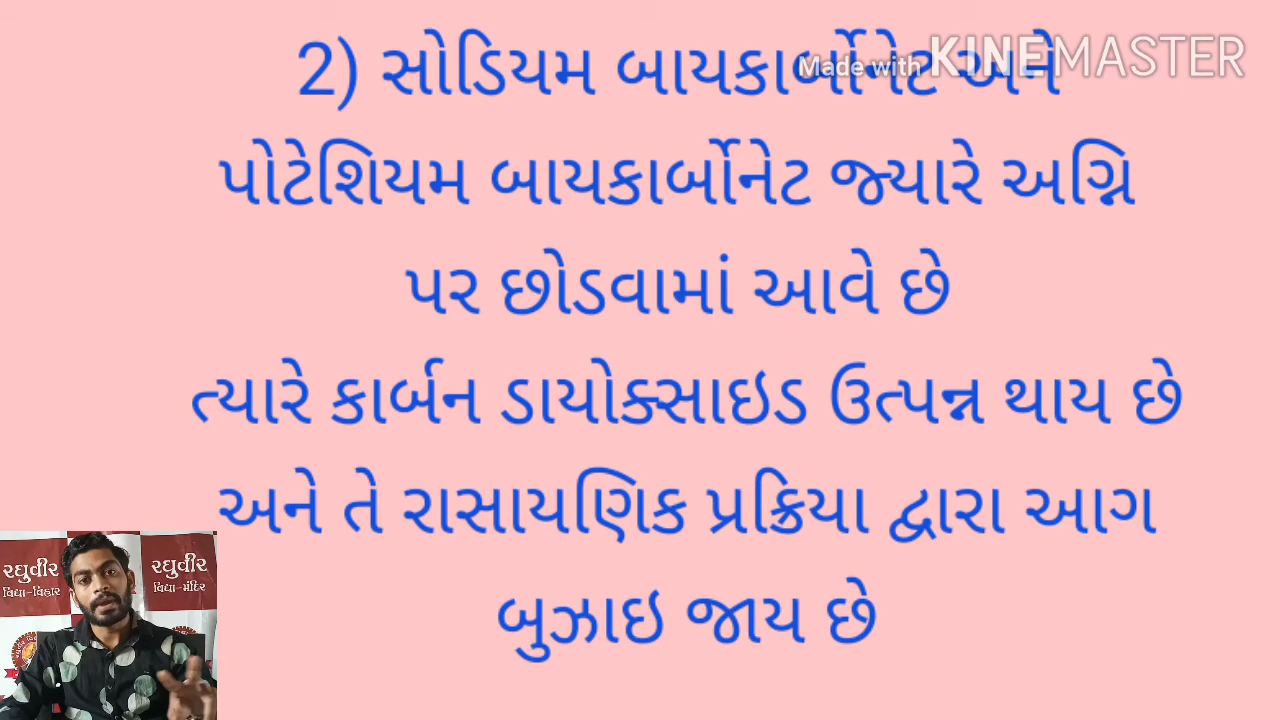 2) સોડિયમ બાયકાર્બોનેટ અને
Made with KINEMASTER
પોટેશિયમ બાયકાર્બોનેટ જ્યારે અગ્નિ
પર છોડવામાં આવે છે
ત્યારે કાર્બન ડાયોક્સાઇડ ઉત્પન્ન થાય છે
અને તે રાસાયણિક પ્રક્રિયા દ્વારા આગ
બુઝાઇ જાય છે
રઘુવીર
વિદ્યા-વિહાર
રઘુવીર
વિદ્યા-મંદિર